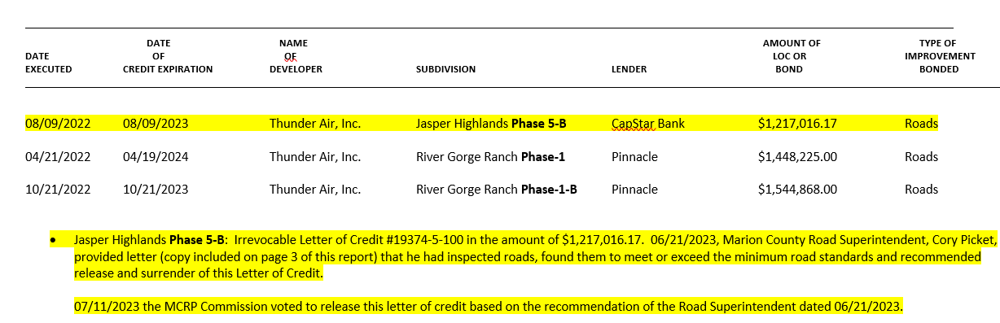 DATE NAME AMOUNT OF TYPE OF
DATE OF OF LOC OR IMPROVEMENT
EXECUTED CREDIT EXPIRATION DEVELOPER SUBDIVISION LENDER BOND BONDED
08/09/2022 08/09/2023 Thunder Air, Inc. Jasper Highlands Phase 5-B CapStar Bank $1,217,016.17 Roads
04/21/2022 04/19/2024 Thunder Air, Inc. River Gorge Ranch Phase-1 Pinnacle $1,448,225.00 Roads
10/21/2022 10/21/2023 Thunder Air, Inc. River Gorge Ranch Phase-1-B Pinnacle $1,544,868.00 Roads
• Jasper Highlands Phase 5-B: Irrevocable Letter of Credit #19374-5-100 in the amount of $1,217,016.17. 06/21/2023, Marion County Road Superintendent, Cory Picket,
provided letter (copy included on page 3 of this report) that he had inspected roads, found them to meet or exceed the minimum road standards and recommended
release and surrender of this Letter of Credit.
07/11/2023 the MCRP Commission voted to release this letter of credit based on the recommendation of the Road Superintendent dated 06/21/2023.